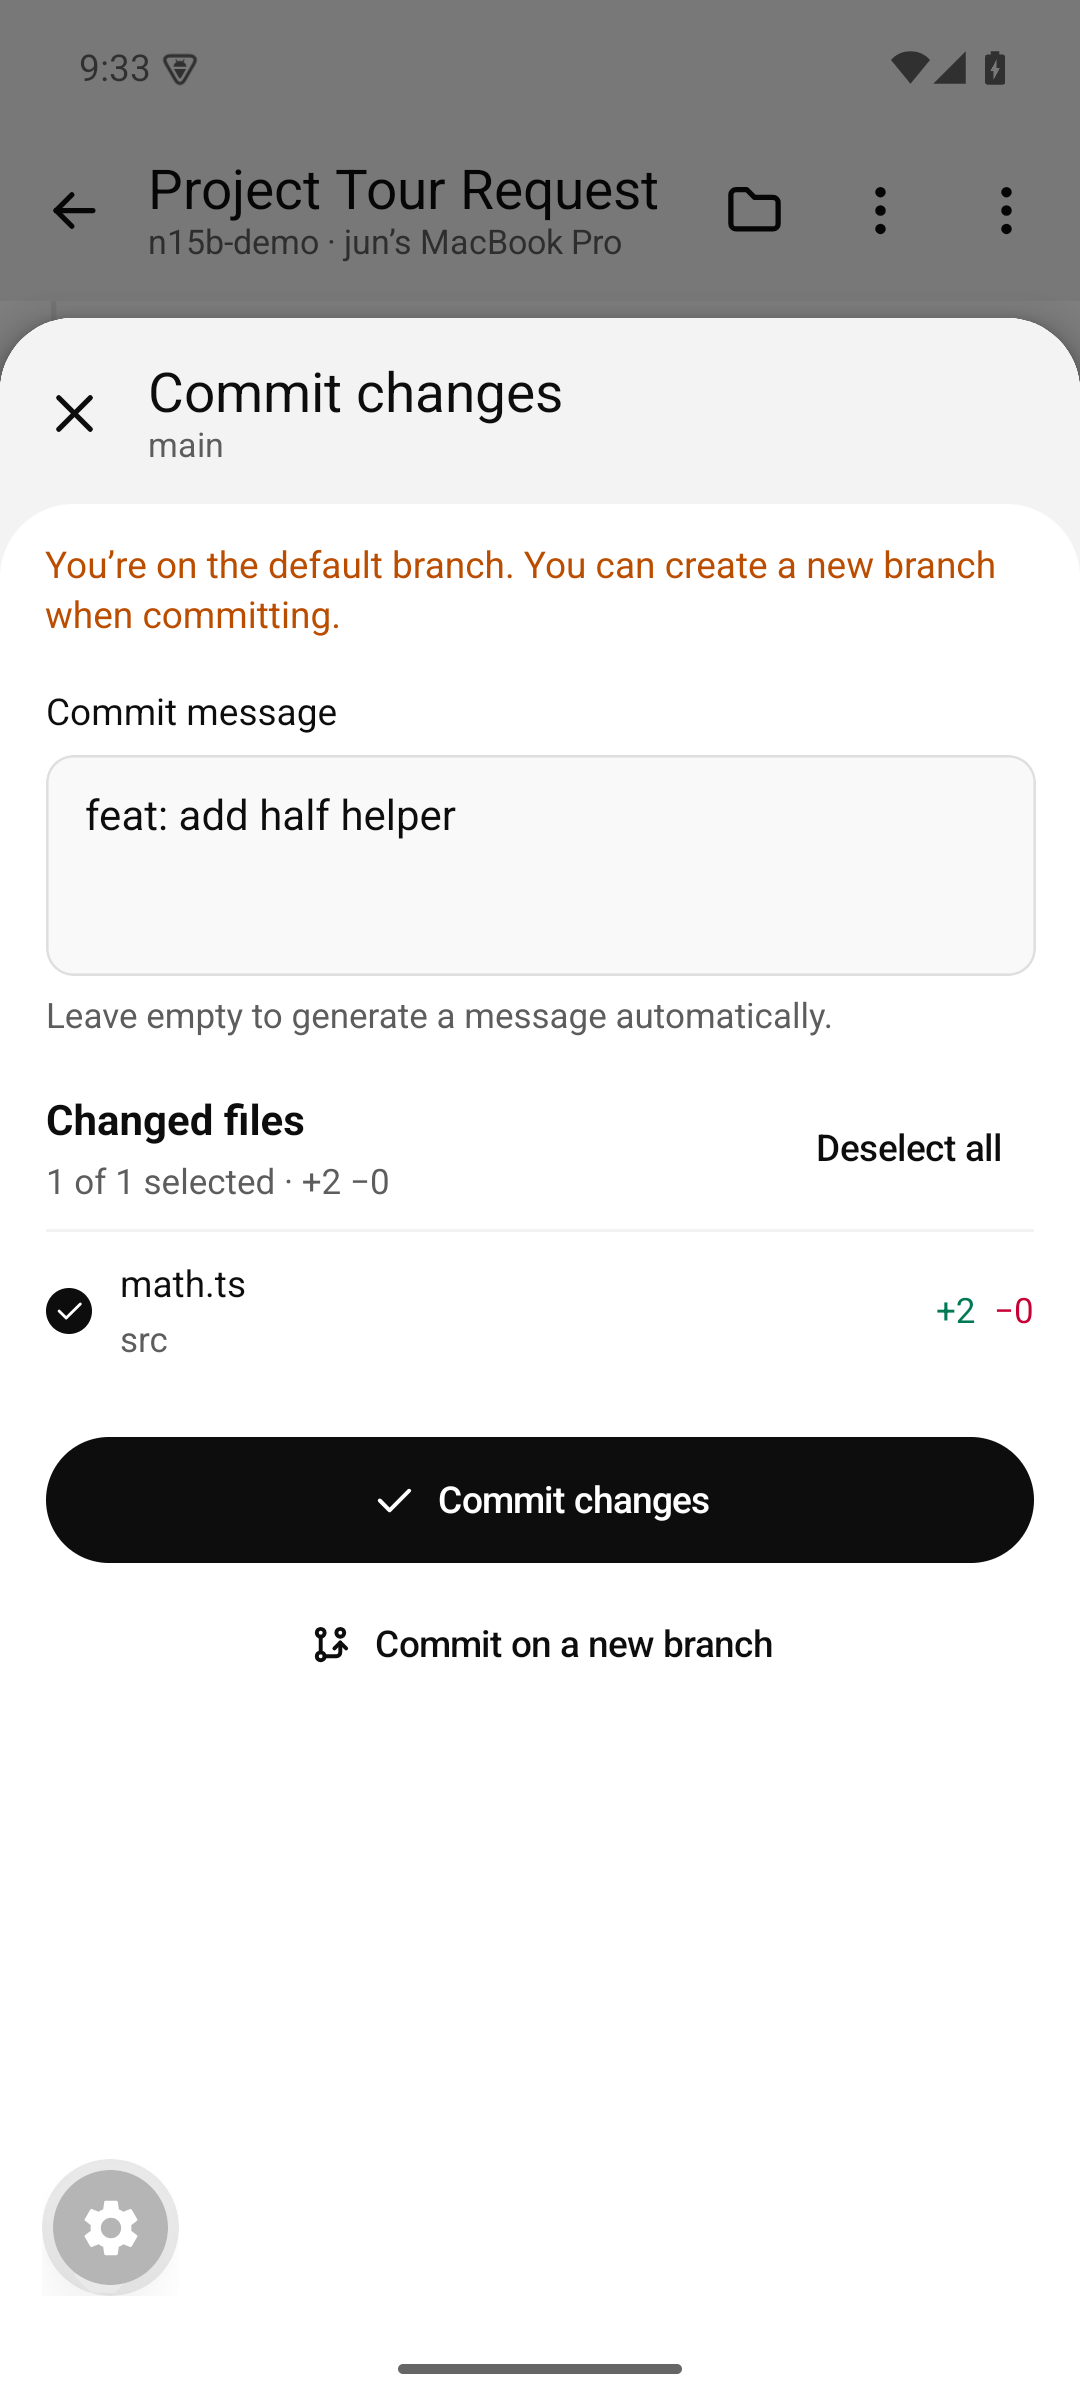 9:33
Project Tour Request
n15b-demo · jun’s MacBook Pro
Commit changes
main
You’re on the default branch. You can create a new branch
when committing.
Commit message
feat: add half helper
Leave empty to generate a message automatically.
Changed files
Deselect all
1 of 1 selected · +2 −0
math.ts
+2 −0
src
Commit changes
Commit on a new branch